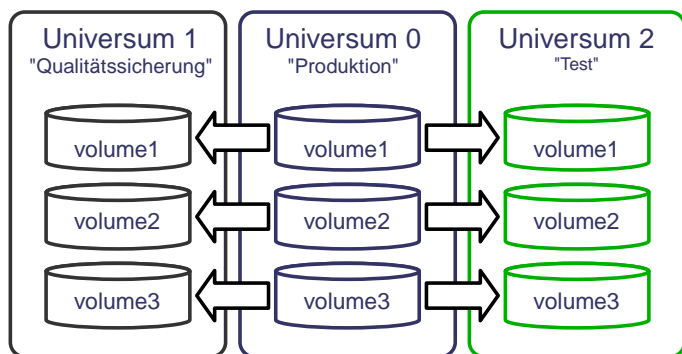 Universum 1
"Qualitätssicherung"
volume1
volume2
volume3
Universum 0
"Produktion"
volume1
volume2
volume3
Universum 2
"Test"
volume1
volume2
volume3